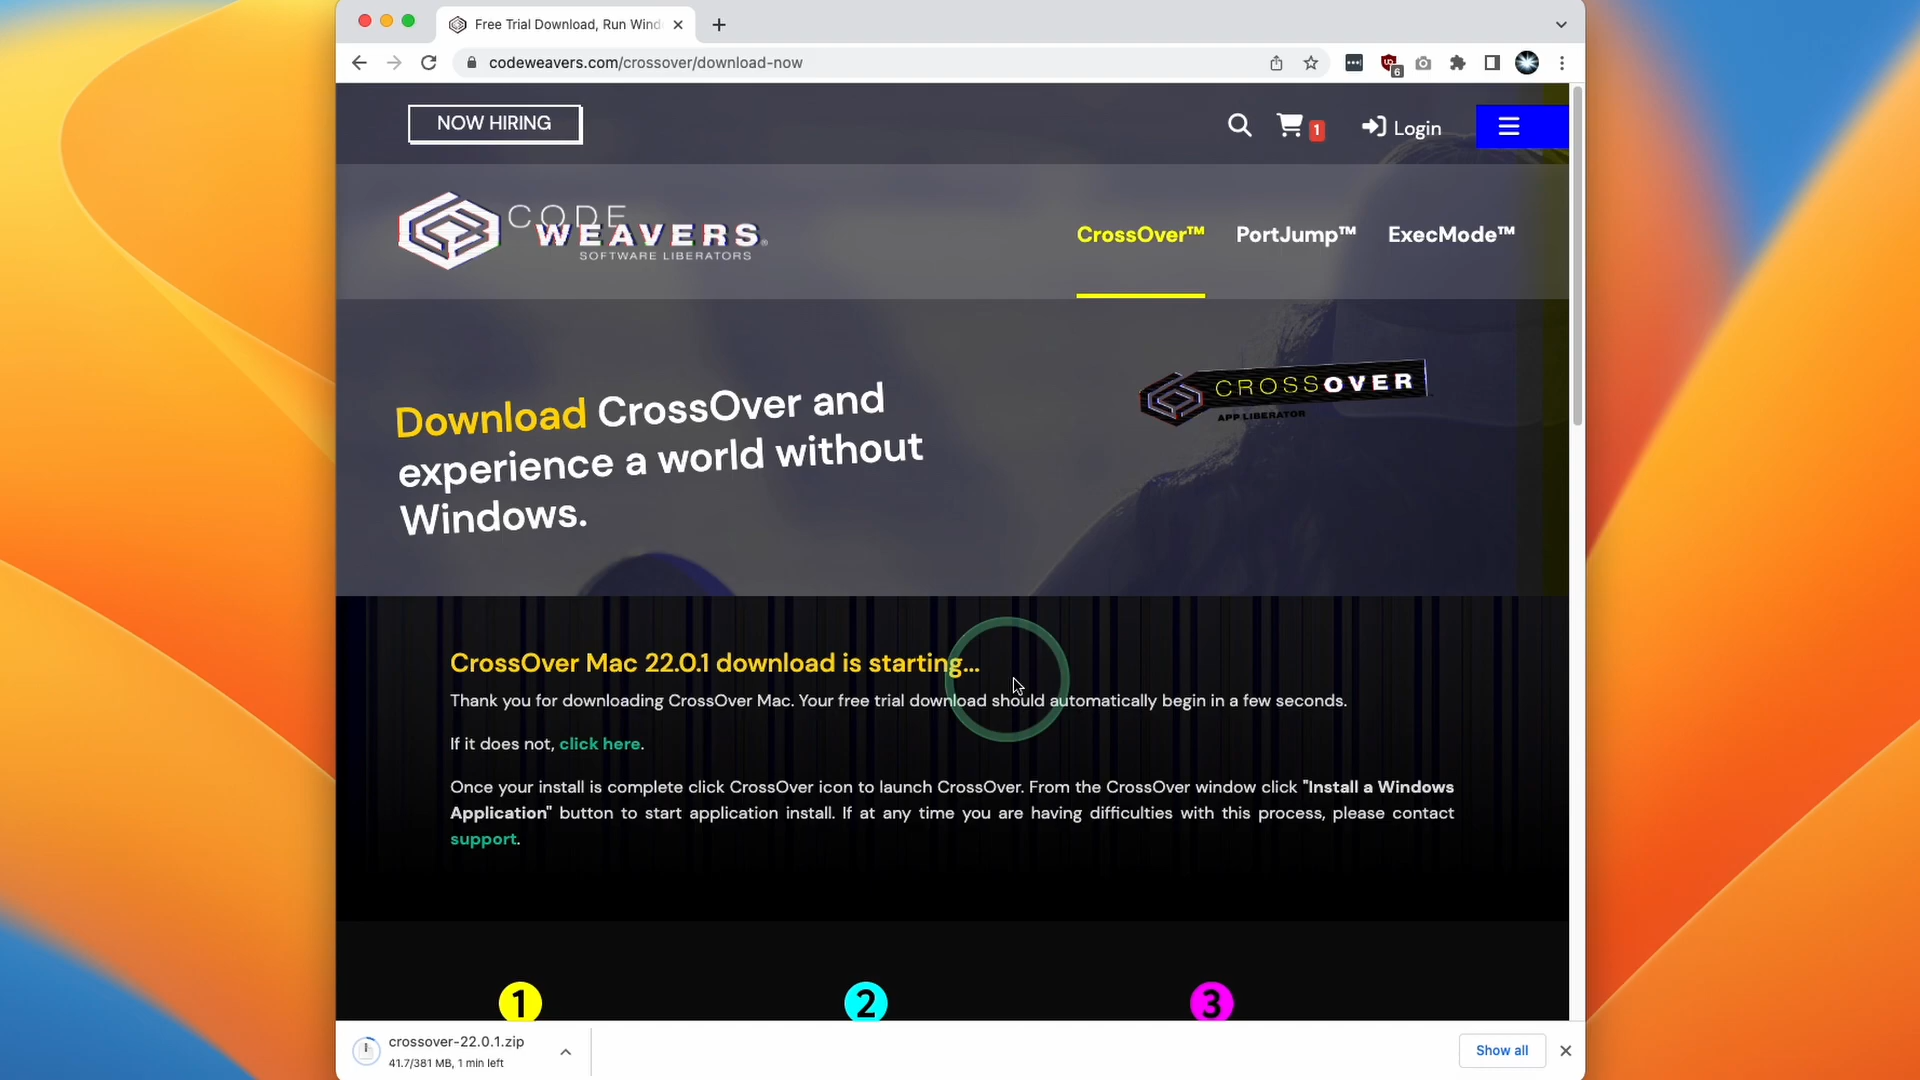 Free Trial Download, Run Wind
codeweavers.com/crossover/download-now
6
NOW HIRING
1
Login
CODE
WEAVERS®
SOFTWARE LIBERATORS
CrossOver™ PortJump™ ExecMode™
CROSSOVER
APP LIBERATOR
Download CrossOver and
experience a world without
Windows.
CrossOver Mac 22.0.1 download is starting...
Thank you for downloading CrossOver Mac. Your free trial download should automatically begin in a few seconds.
If it does not, click here.
Once your install is complete click CrossOver icon to launch CrossOver. From the CrossOver window click "Install a Windows
Application" button to start application install. If at any time you are having difficulties with this process, please contact
support.
1 2 3
crossover-22.0.1.zip
41.7/381 MB, 1 min left
Show all